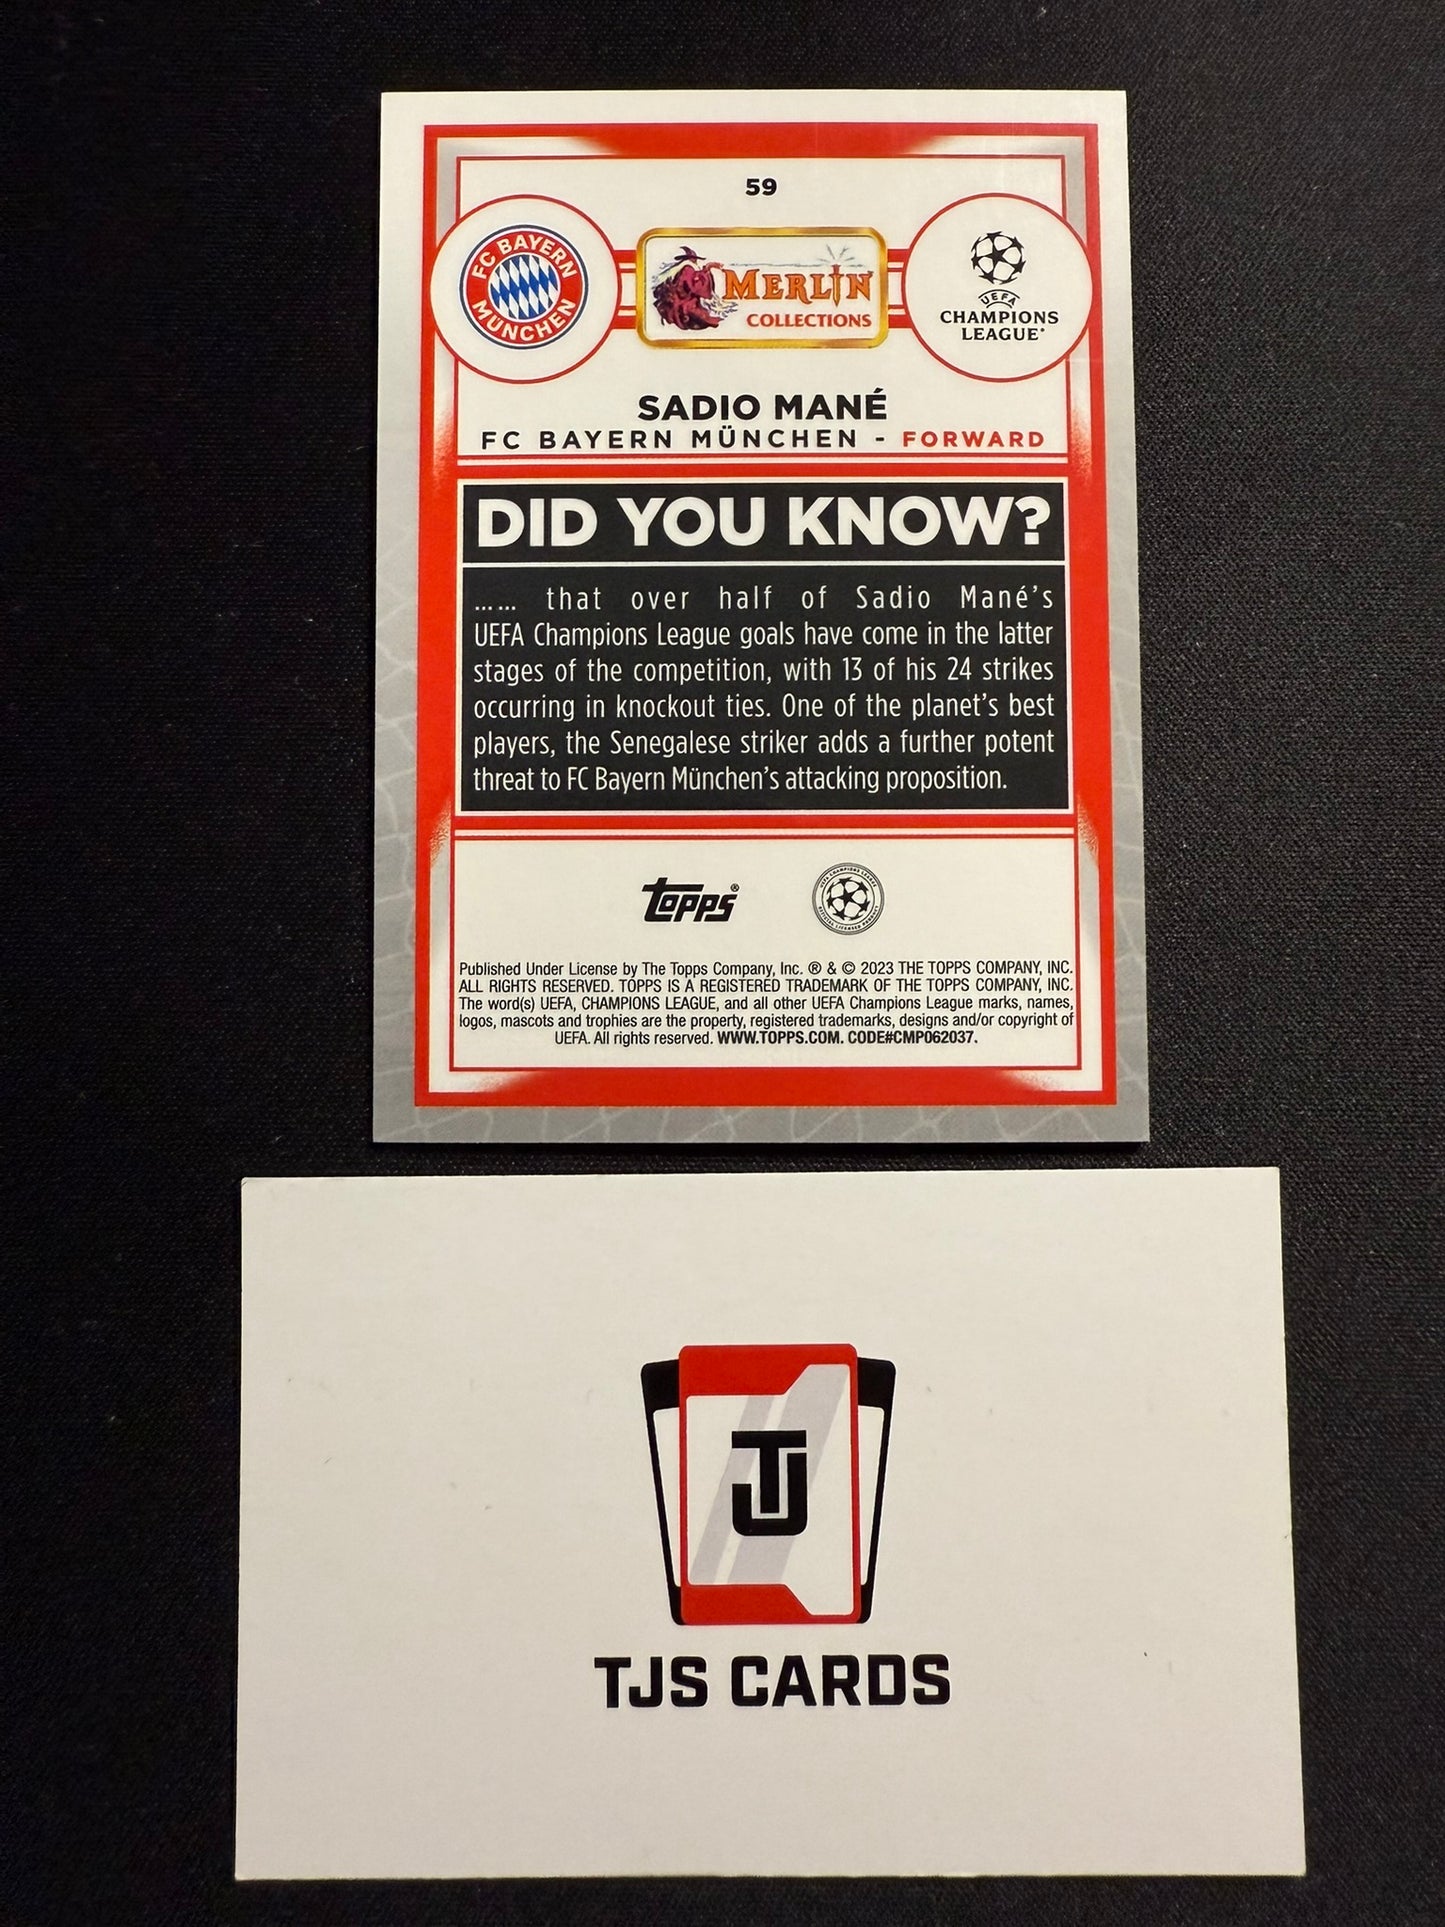 59
FC BAYERN
MÜNCHEN
MERLIN
COLLECTIONS
UEFA
CHAMPIONS
LEAGUE®
SADIO MANÉ
FC BAYERN MÜNCHEN - FORWARD
DID YOU KNOW?
...... that over half of Sadio Mané's
UEFA Champions League goals have come in the latter
stages of the competition, with 13 of his 24 strikes
occurring in knockout ties. One of the planet's best
players, the Senegalese striker adds a further potent
threat to FC Bayern München's attacking proposition.
topps®
UEFA CHAMPIONS LEAGUE
OFFICIAL LICENSED PRODUCT
Published Under License by The Topps Company, Inc. ® & © 2023 THE TOPPS COMPANY, INC.
ALL RIGHTS RESERVED. TOPPS IS A REGISTERED TRADEMARK OF THE TOPPS COMPANY, INC.
The word(s) UEFA, CHAMPIONS LEAGUE, and all other UEFA Champions League marks, names,
logos, mascots and trophies are the property, registered trademarks, designs and/or copyright of
UEFA. All rights reserved. WWW.TOPPS.COM. CODE#CMP062037.
TJ
TJS CARDS